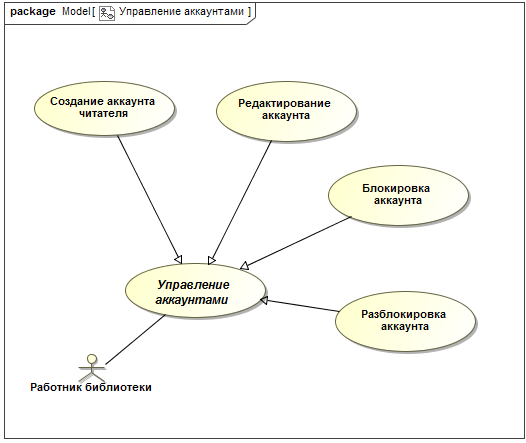 package Model [ Управление аккаунтами ]
Создание аккаунта
читателя
Редактирование
аккаунта
Блокировка
аккаунта
Управление
аккаунтами
Разблокировка
аккаунта
Работник библиотеки